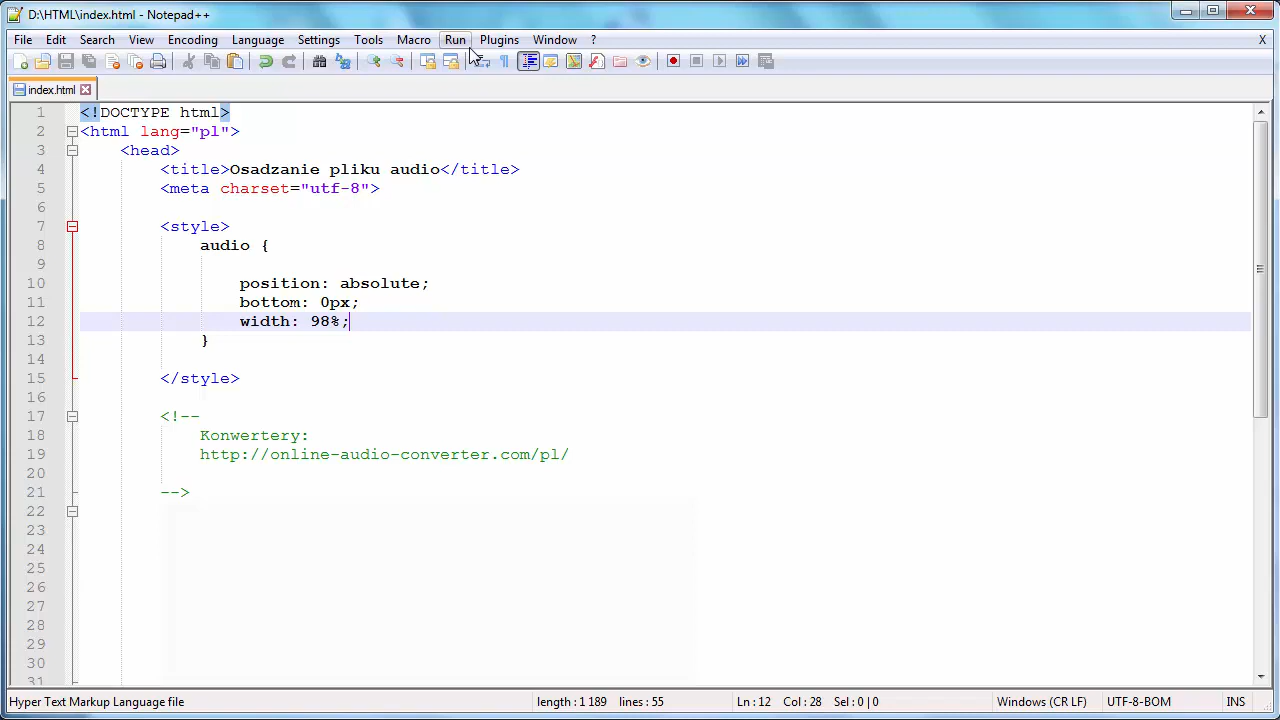 D:\HTML\index.html - Notepad++
File Edit Search View Encoding Language Settings Tools Macro Run Plugins Window ? X
index.html
1 <!DOCTYPE html>
2 <html lang="pl">
3 <head>
4 <title>Osadzanie pliku audio</title>
5 <meta charset="utf-8">
6
7 <style>
8 audio {
9
10 position: absolute;
11 bottom: 0px;
12 width: 98%;
13 }
14
15 </style>
16
17 <!--
18 Konwertery:
19 http://online-audio-converter.com/pl/
20
21 -->
22
23
24
25
26
27
28
29
30
31
Hyper Text Markup Language file length : 1 189 lines : 55 Ln : 12 Col : 28 Sel : 0 | 0 Windows (CR LF) UTF-8-BOM INS